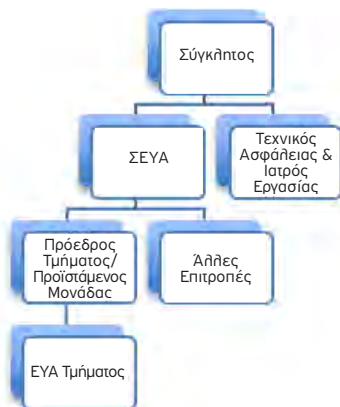 Σύγκλητος
ΣΕΥΑ
Τεχνικός
Ασφάλειας &
Ιατρός
Εργασίας
Πρόεδρος
Τμήματος/
Προϊστάμενος
Μονάδας
Άλλες
Επιτροπές
ΕΥΑ Τμήματος